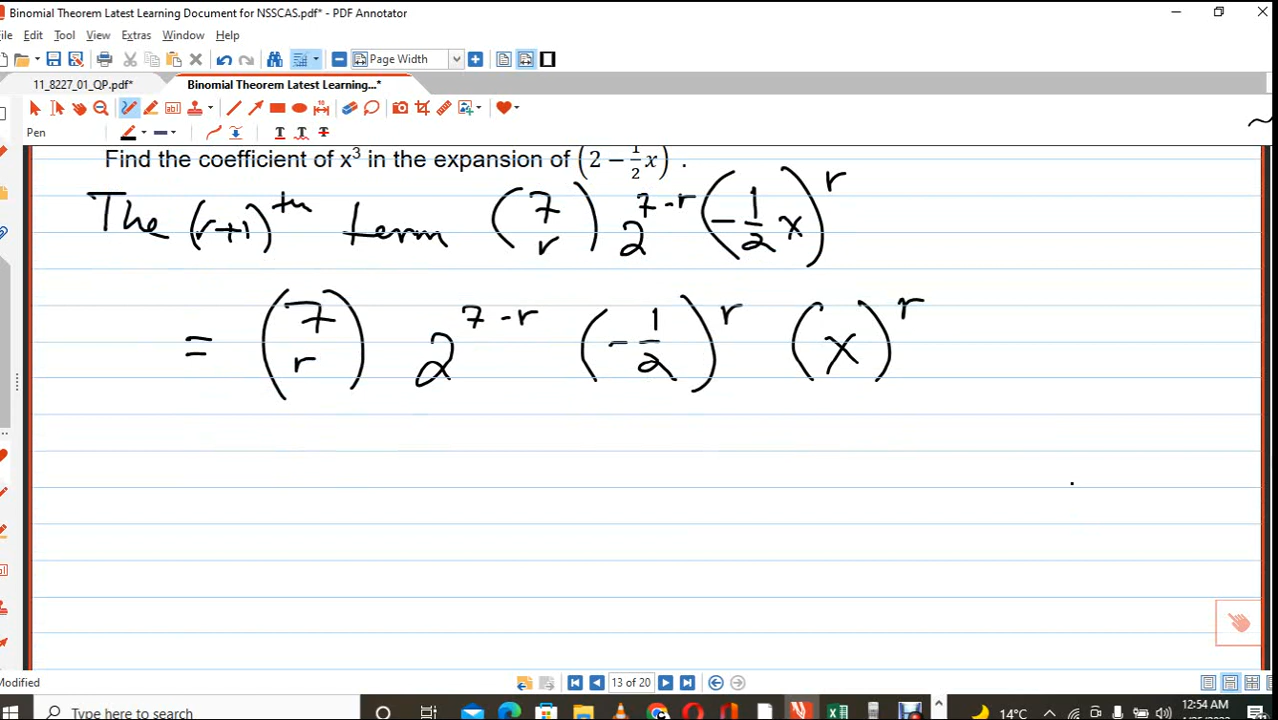 Binomial Theorem Latest Learning Document for NSSCAS.pdf* - PDF Annotator
ile Edit Tool View Extras Window Help
Page Width
11_8227_01_QP.pdf* Binomial Theorem Latest Learning...*
Pen
Find the coefficient of x³ in the expansion of (2 − 1/2 x) .
The (r+1)^th term (7 r) 2^(7-r) (-1/2 x)^r
= (7 r) 2^(7-r) (-1/2)^r (x)^r
Modified 13 of 20
Type here to search 14°C 12:54 AM